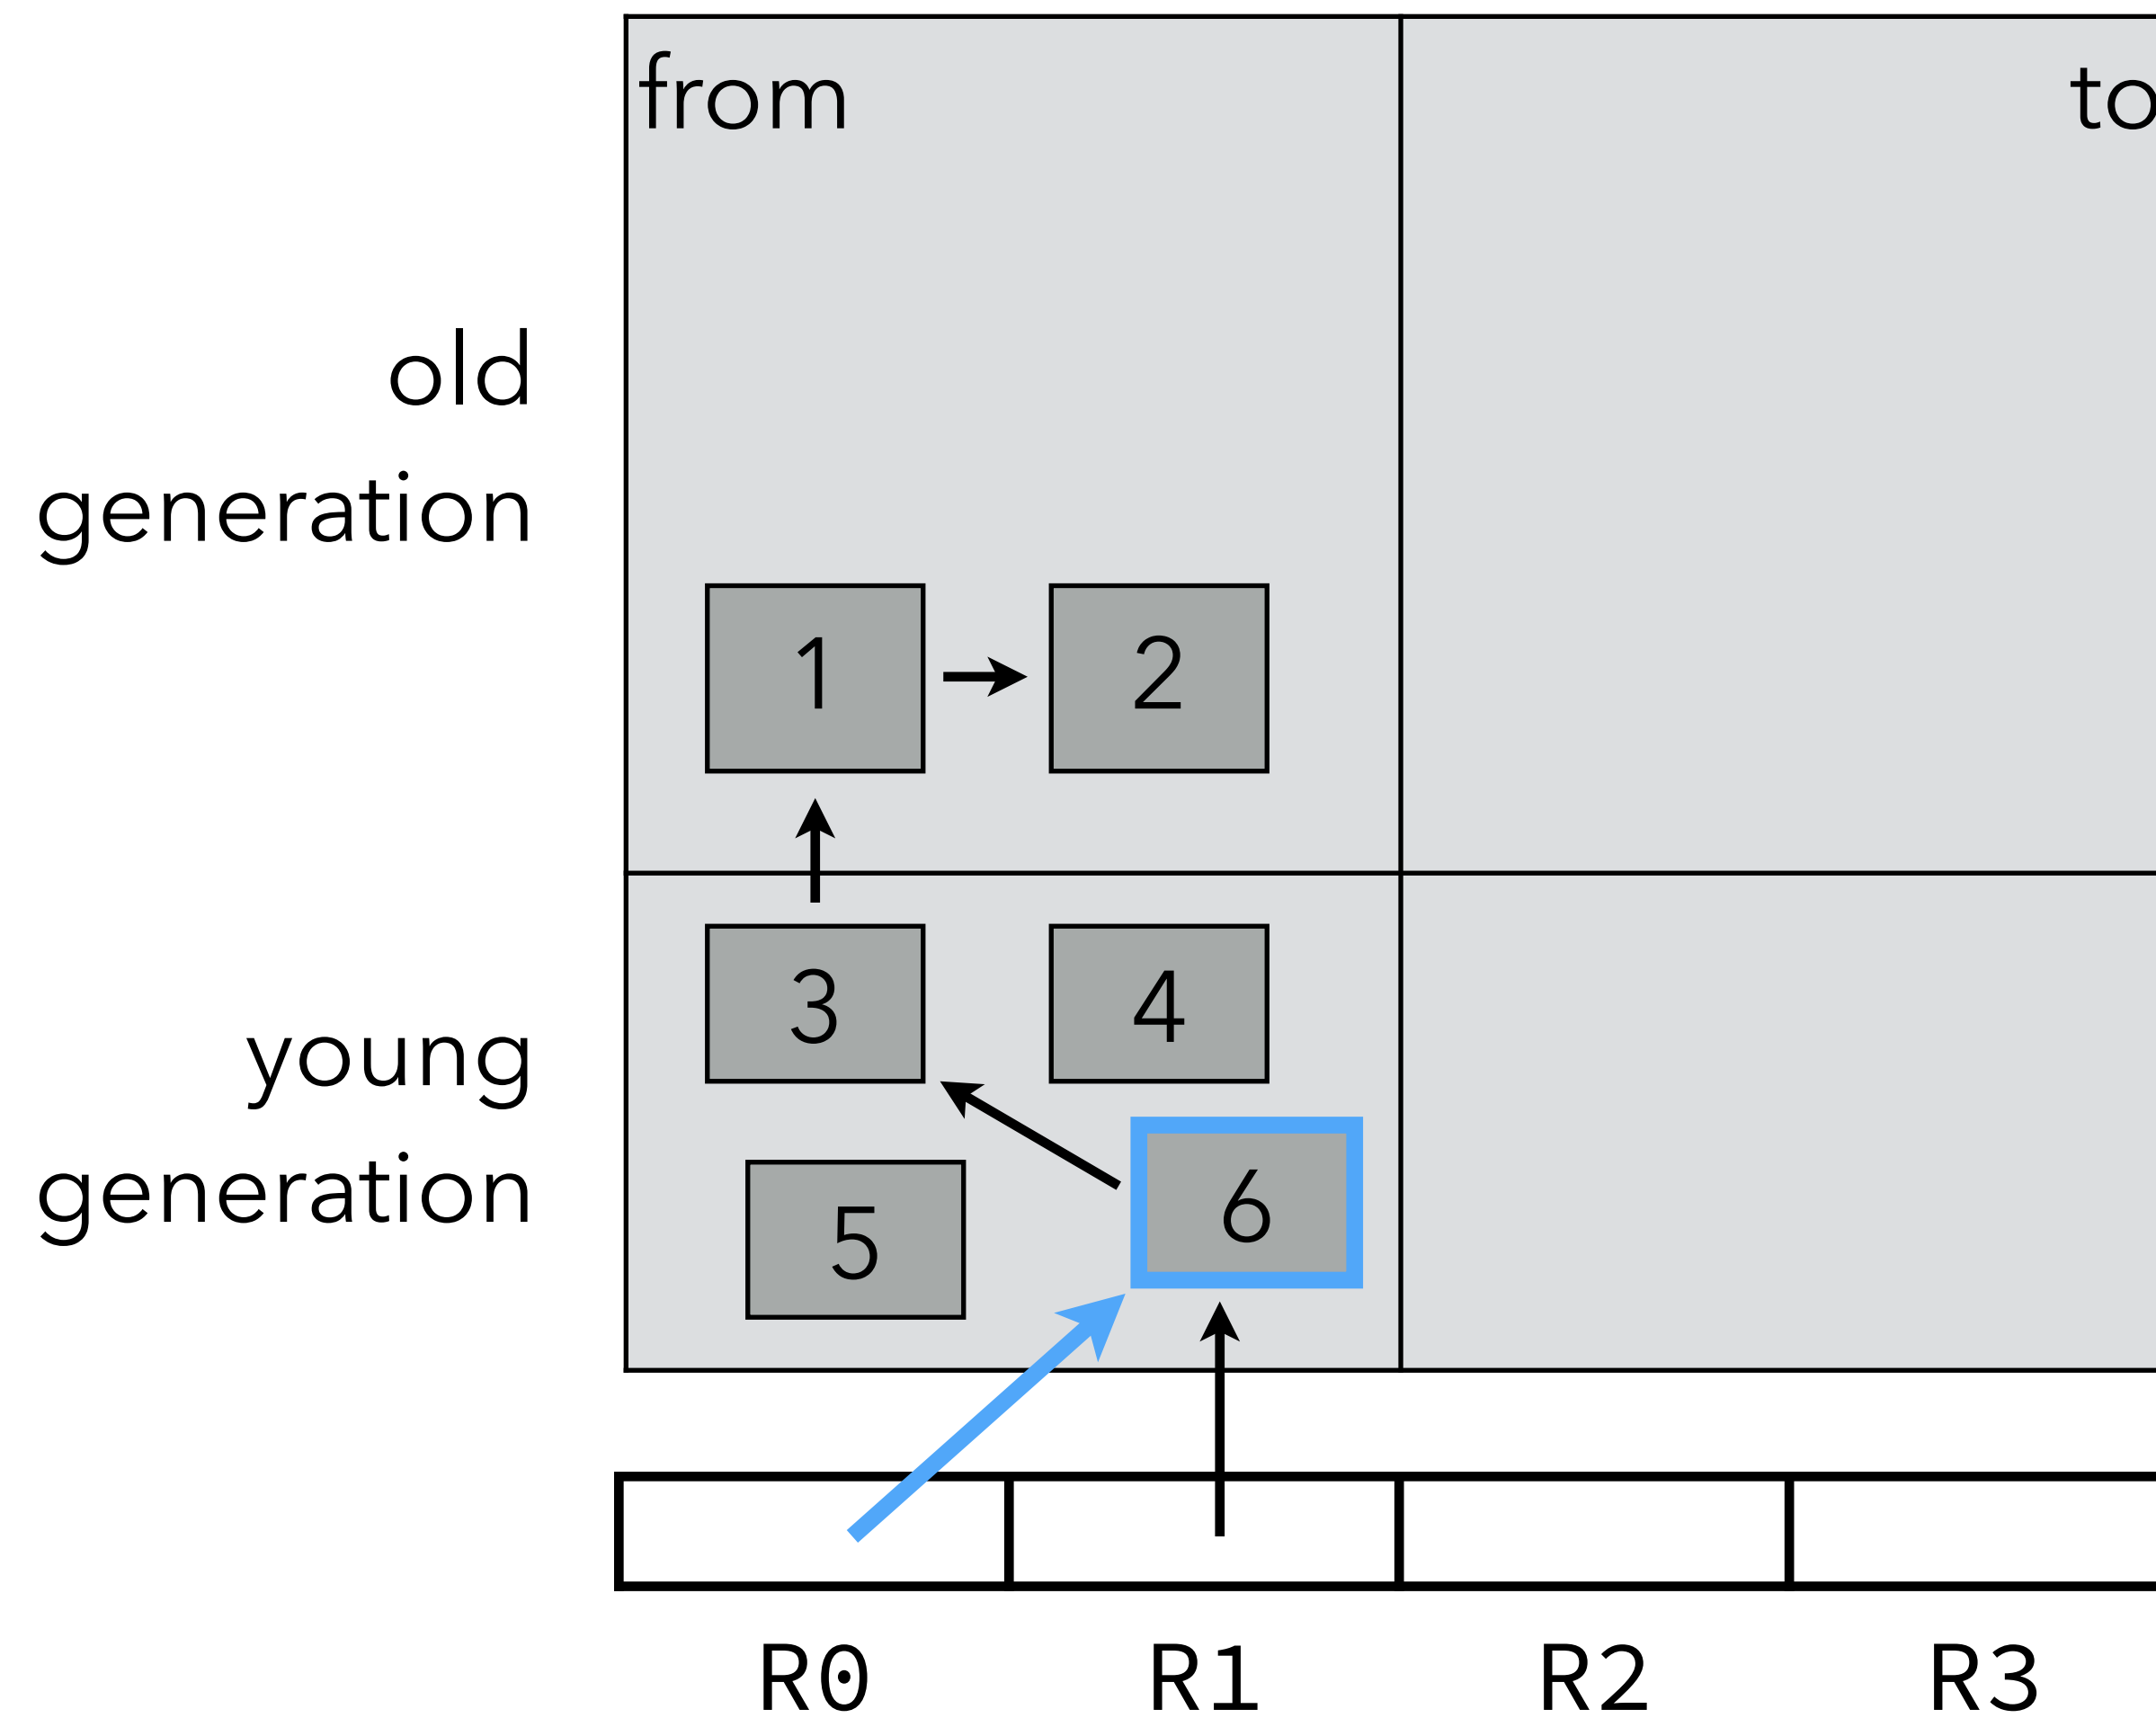 from
to
old
generation
1
2
3
4
young
generation
5
6
R0
R1
R2
R3